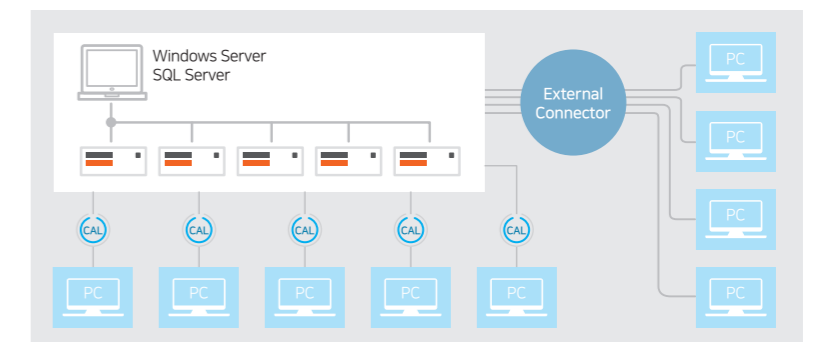 Windows Server
SQL Server
External
Connector
PC
PC
PC
PC
CAL
CAL
CAL
CAL
CAL
PC
PC
PC
PC
PC